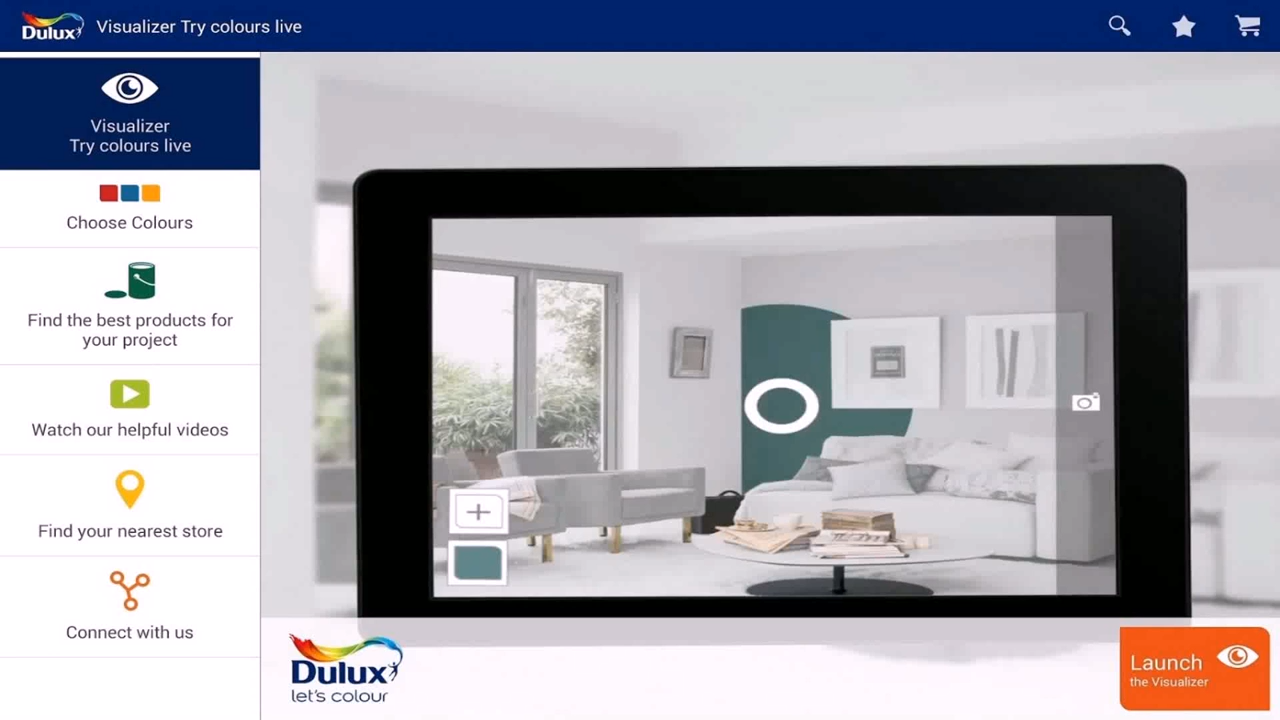 Dulux
Visualizer Try colours live
Visualizer
Try colours live
Choose Colours
Find the best products for
your project
Watch our helpful videos
Find your nearest store
Connect with us
Dulux
let's colour
Launch
the Visualizer